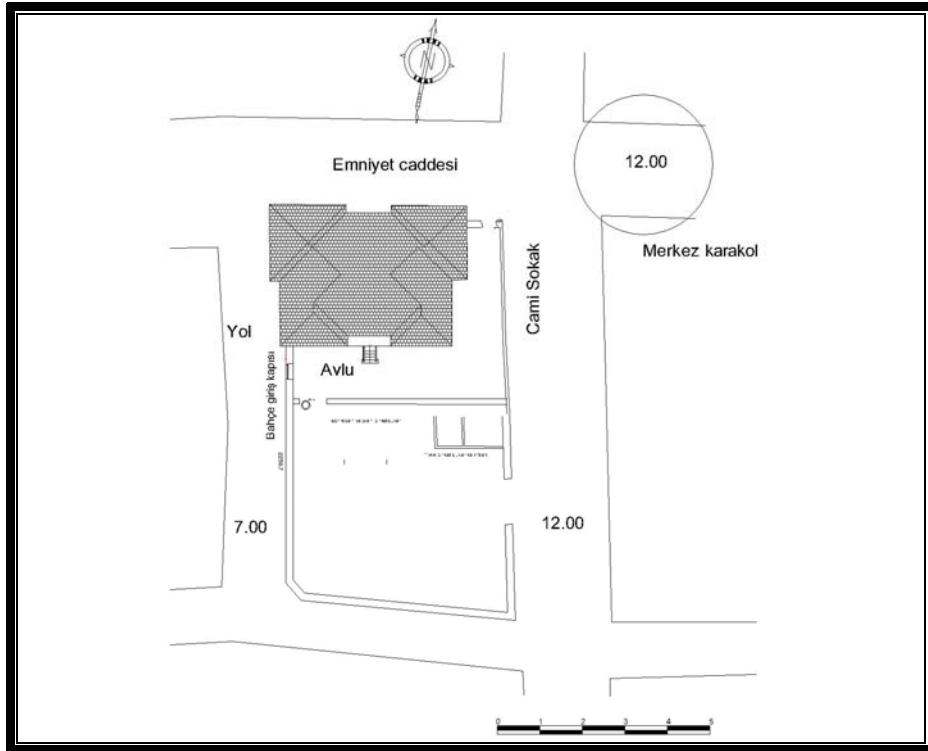 N
Emniyet caddesi
12.00
Merkez karakol
Cami Sokak
Yol
Avlu
Bahçe giriş kapısı
7.00
12.00
0 1 2 3 4 5